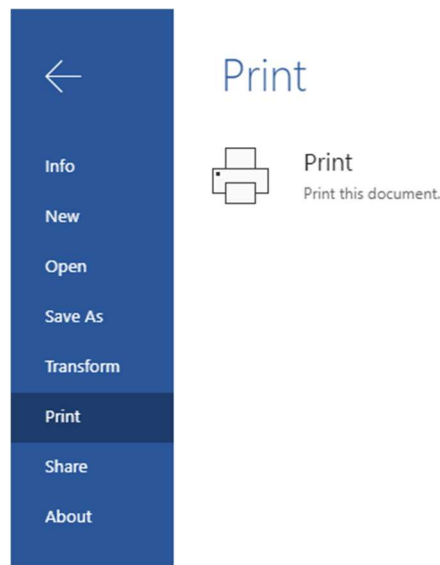 Print
Info
New
Open
Save As
Transform
Print
Share
About
Print
Print this document.